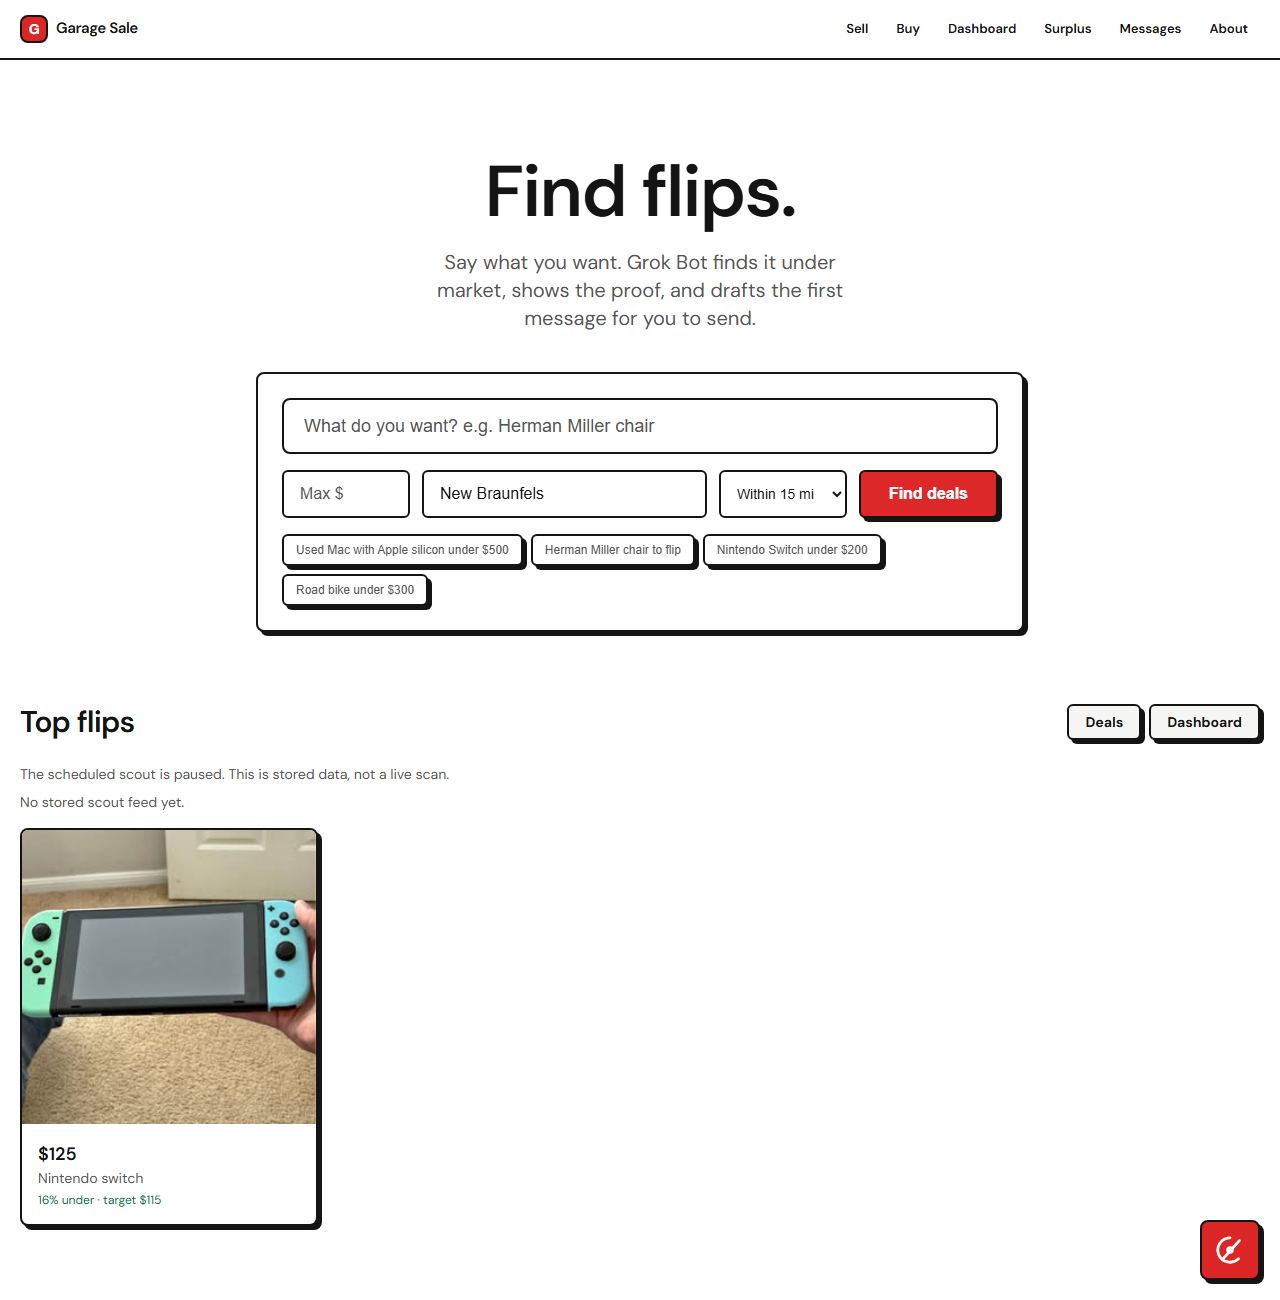 G Garage Sale
Sell Buy Dashboard Surplus Messages About
Find flips.
Say what you want. Grok Bot finds it under
market, shows the proof, and drafts the first
message for you to send.
What do you want? e.g. Herman Miller chair
Max $ New Braunfels Within 15 mi Find deals
Used Mac with Apple silicon under $500 Herman Miller chair to flip Nintendo Switch under $200
Road bike under $300
Top flips Deals Dashboard
The scheduled scout is paused. This is stored data, not a live scan.
No stored scout feed yet.
$125
Nintendo switch
16% under · target $115